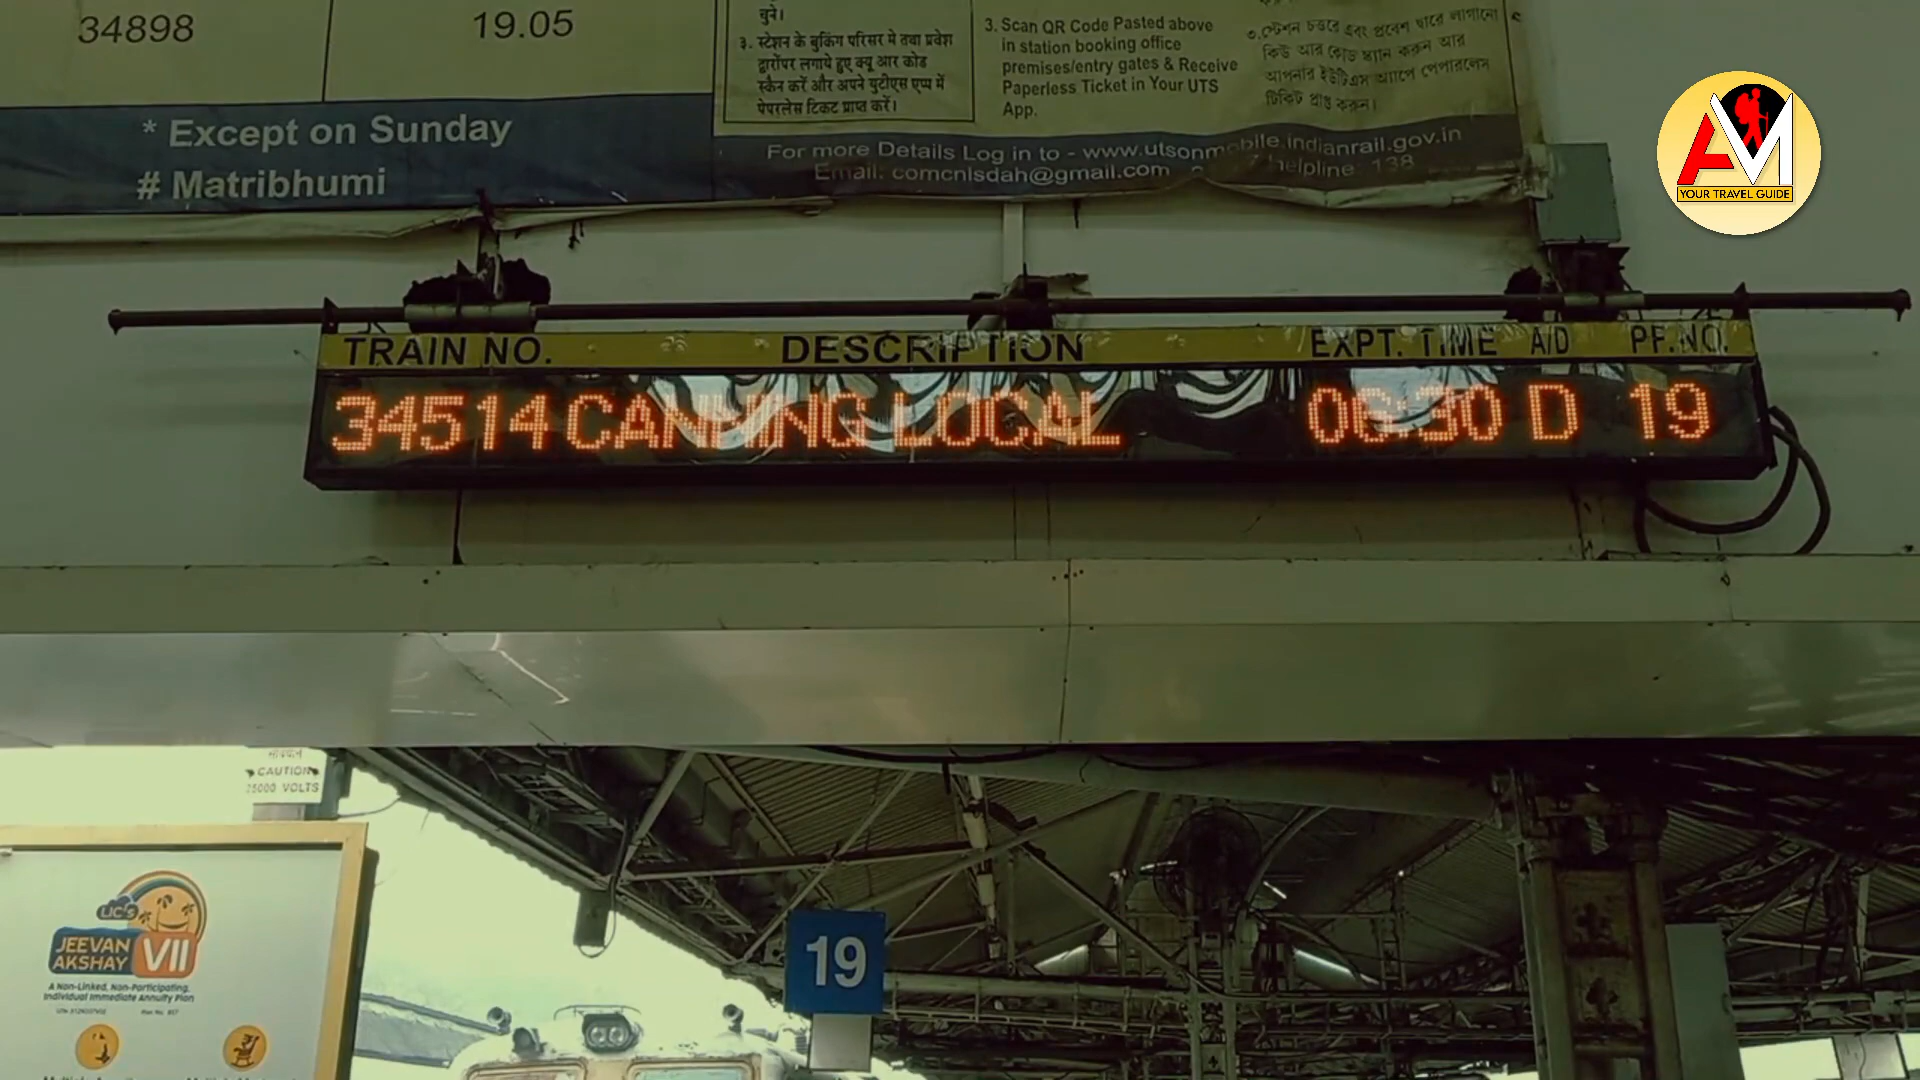 34898 19.05
* Except on Sunday
# Matribhumi
चुने।
३. स्टेशन के बुकिंग परिसर मे तथा प्रवेश
द्वारोंपर लगाये हुए क्यू आर कोड
स्कैन करें और अपने यूटीएस एप्प में
पेपरलेस टिकट प्राप्त करें।
3. Scan QR Code Pasted above
in station booking office
premises/entry gates & Receive
Paperless Ticket in Your UTS
App.
৩.স্টেশন চত্তরে এবং প্রবেশ দ্বারে লাগানো
কিউ আর কোড স্ক্যান করুন আর
আপনার ইউটিএস অ্যাপে পেপারলেস
টিকিট প্রাপ্ত করুন।
For more Details Log in to - www.utsonmobile.indianrail.gov.in
Email: comcnlsdah@gmail.com helpline: 138
AM
YOUR TRAVEL GUIDE
TRAIN NO. DESCRIPTION EXPT. TIME A/D PF.NO.
34514 CANNING LOCAL 06:30 D 19
CAUTION
25000 VOLTS
LIC's
JEEVAN
AKSHAY VII
A Non-Linked, Non-Participating,
Individual Immediate Annuity Plan
19